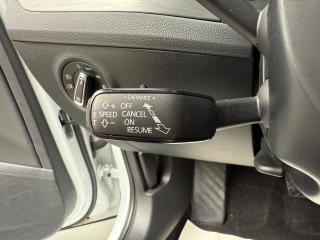 - DISTANCE +
+ OFF
E SPEED CANCEL
- ON
RESUME